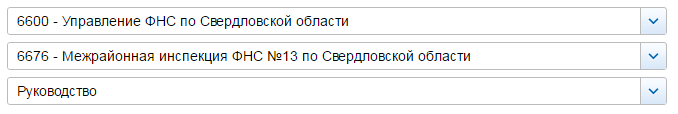 6600 - Управление ФНС по Свердловской области
6676 - Межрайонная инспекция ФНС №13 по Свердловской области
Руководство